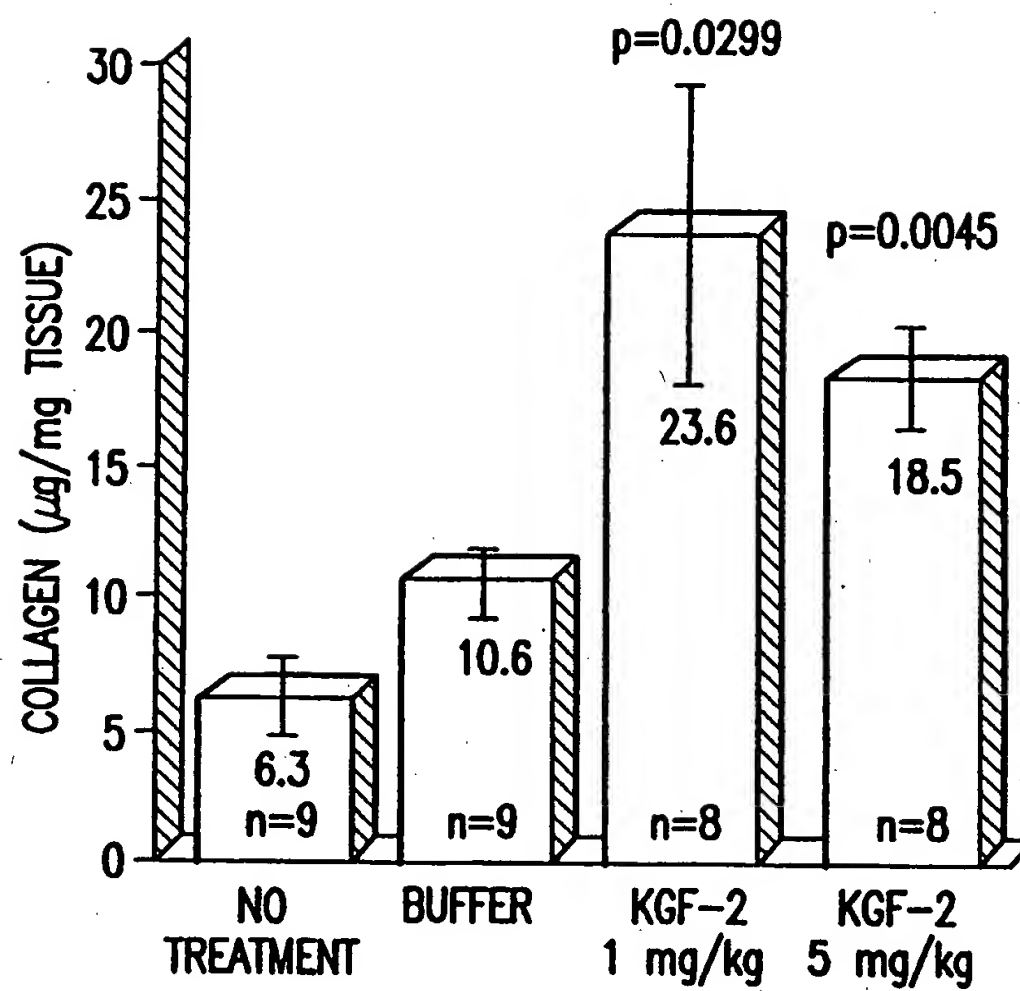 p=0.0299
30
25
p=0.0045
20
15
10
5
0
COLLAGEN (µg/mg TISSUE)
23.6
18.5
10.6
6.3
n=9
n=9
n=8
n=8
NO
TREATMENT
BUFFER
KGF-2
1 mg/kg
KGF-2
5 mg/kg